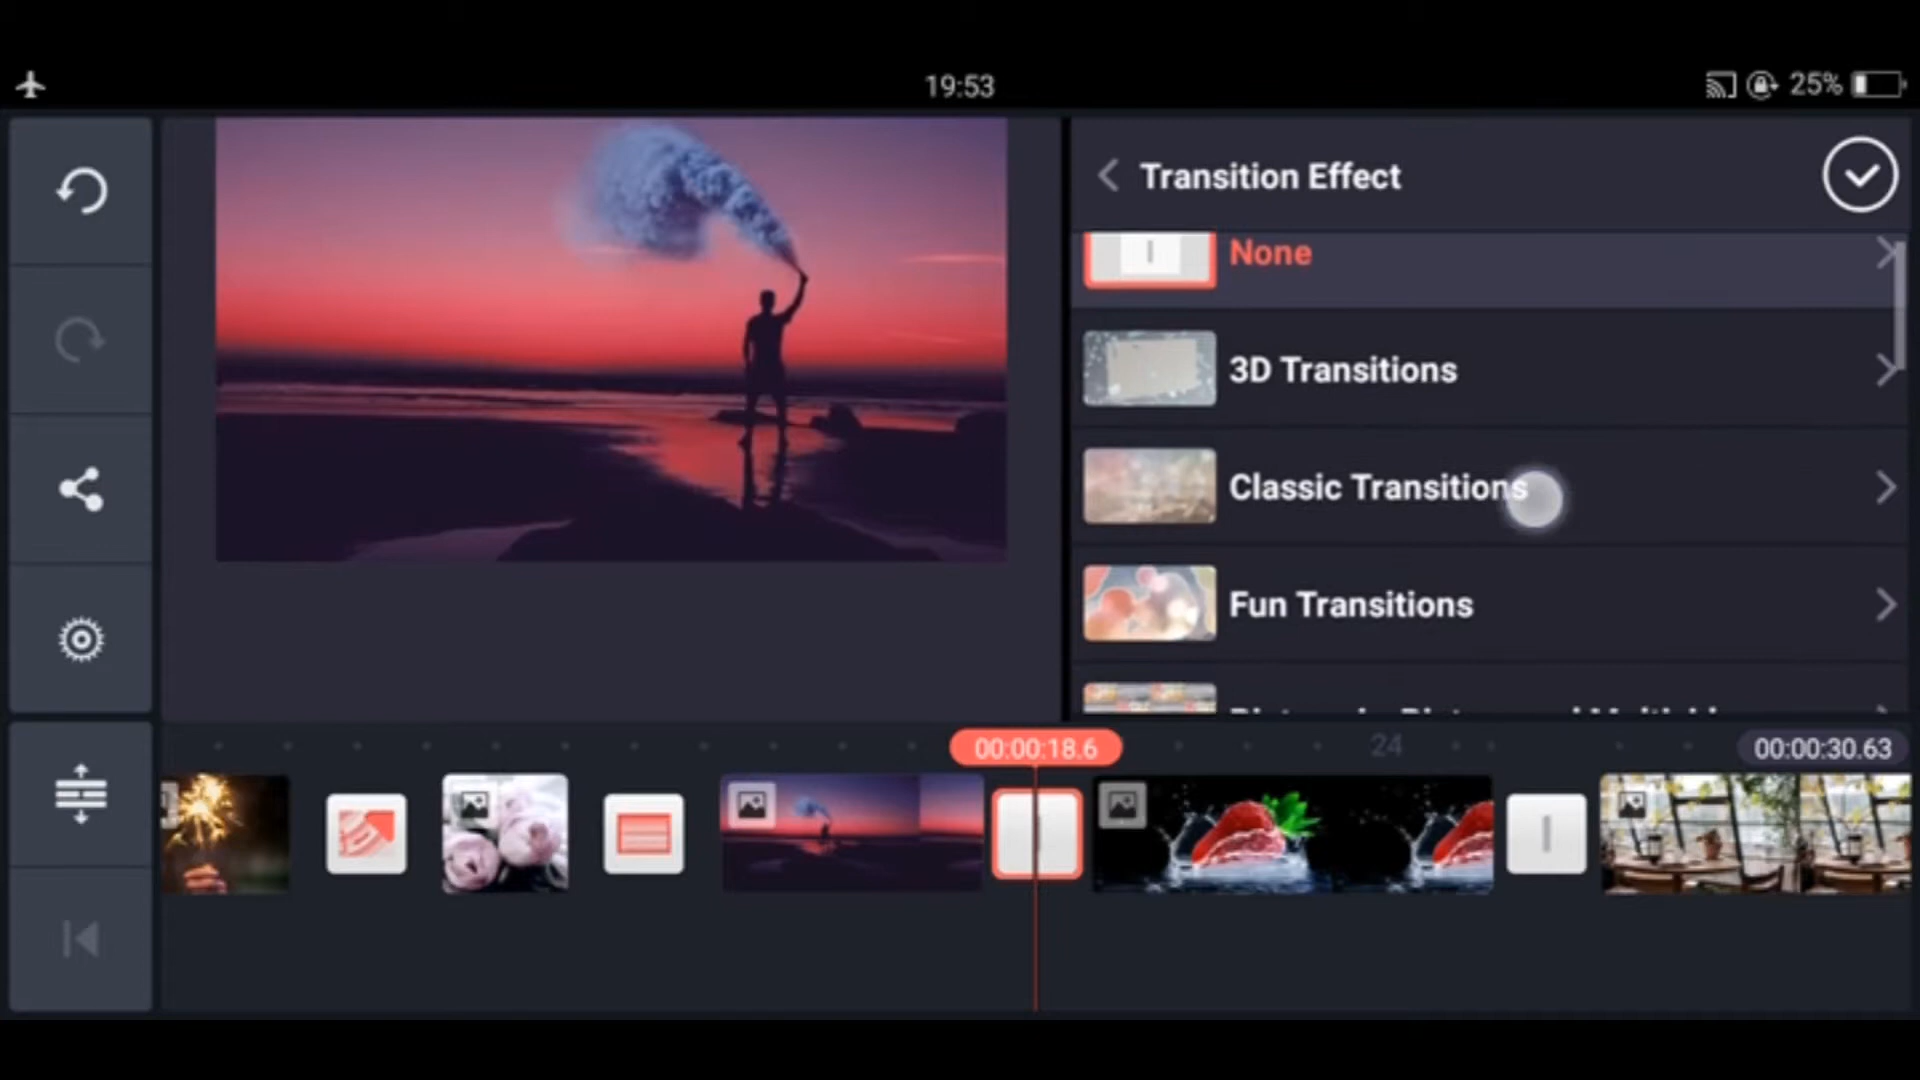 19:53
25%
Transition Effect
None
3D Transitions
Classic Transitions
Fun Transitions
00:00:18.6
24
00:00:30.63